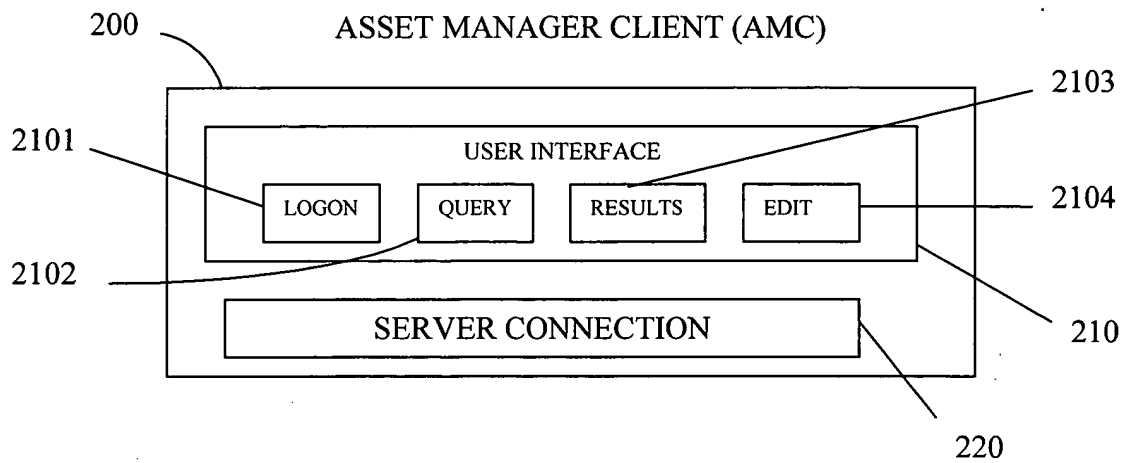 200
ASSET MANAGER CLIENT (AMC)
2103
2101
USER INTERFACE
LOGON
QUERY
RESULTS
EDIT
2104
2102
SERVER CONNECTION
210
220